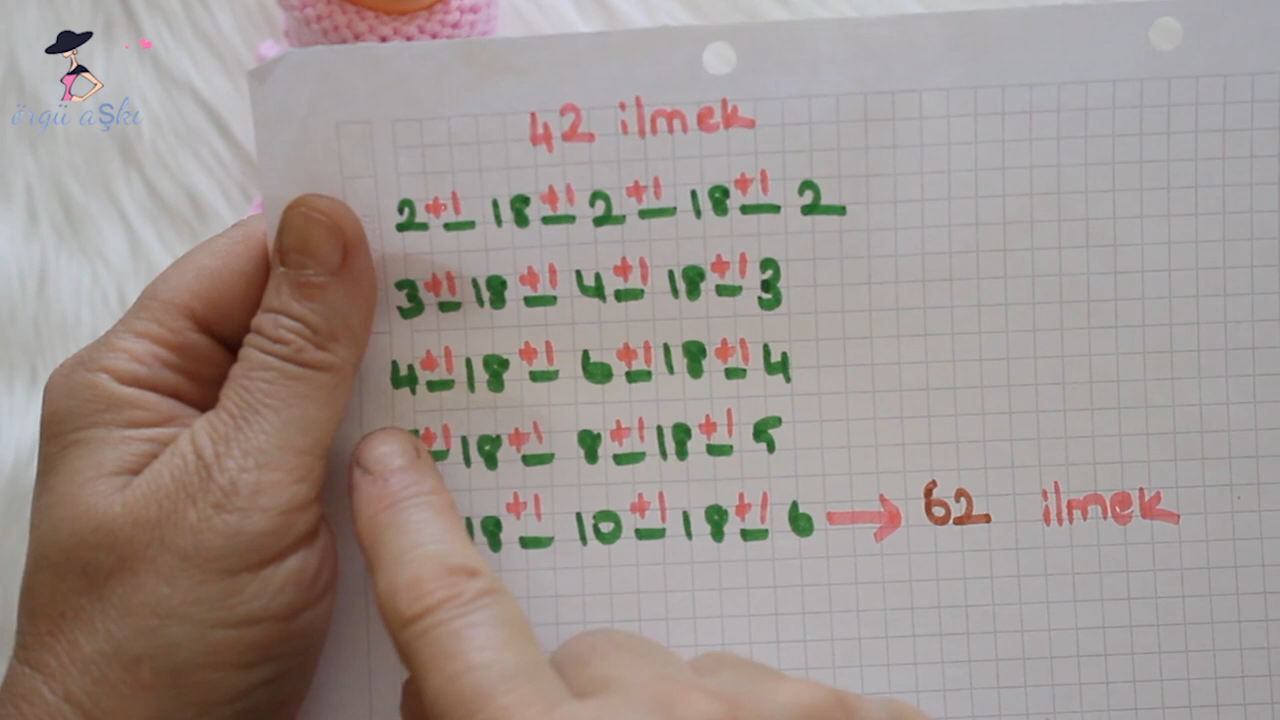 örgü aşkı
42 ilmek
2 +1 18 +1 2 +1 18 +1 2
3 +1 18 +1 4 +1 18 +1 3
4 +1 18 +1 6 +1 18 +1 4
+1 18 +1 8 +1 18 +1 5
18 +1 10 +1 18 +1 6 → 62 ilmek